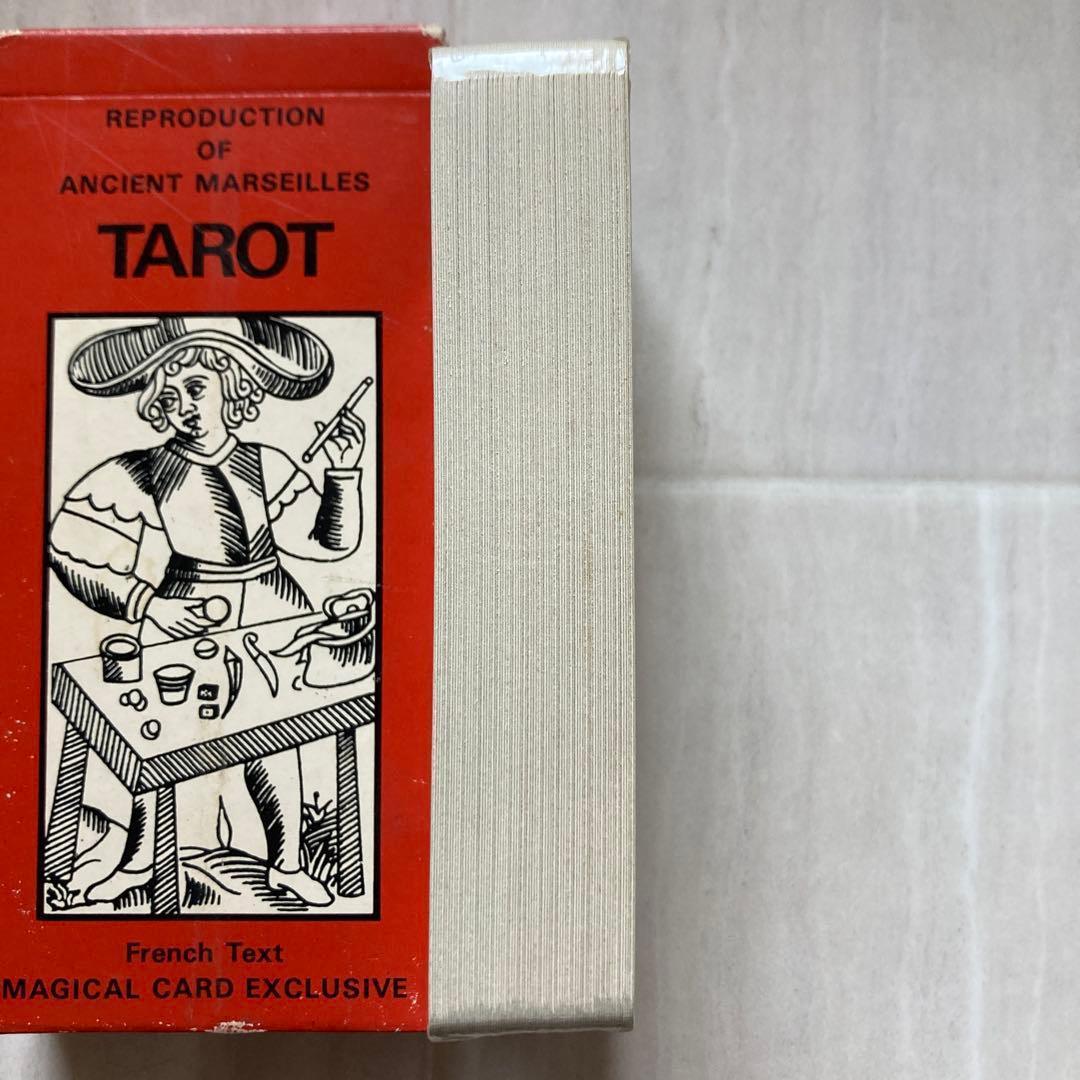 REPRODUCTION
OF
ANCIENT MARSEILLES
TAROT
French Text
MAGICAL CARD EXCLUSIVE